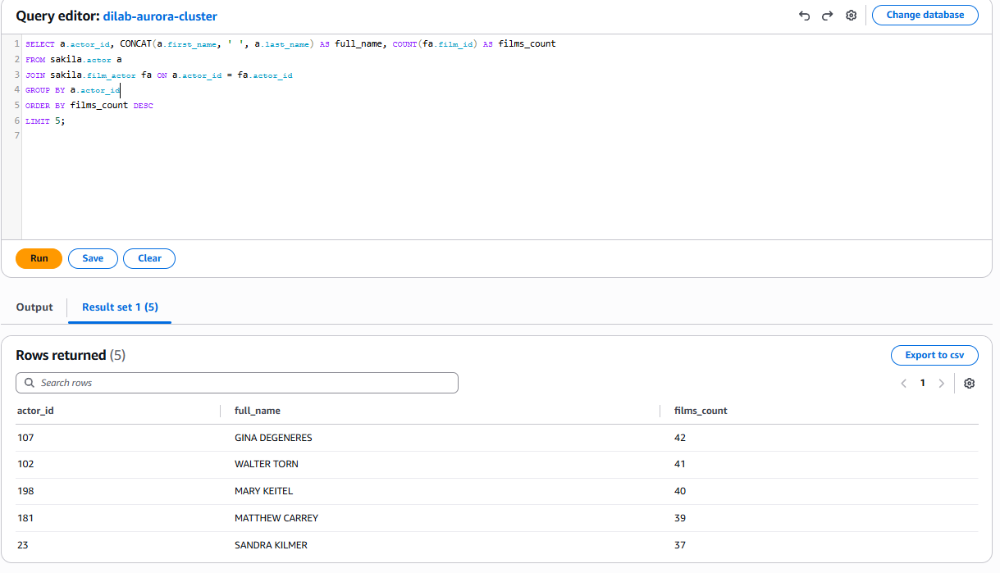 Query editor: dilab-aurora-cluster
Change database
1 SELECT a.actor_id, CONCAT(a.first_name, ' ', a.last_name) AS full_name, COUNT(fa.film_id) AS films_count
2 FROM sakila.actor a
3 JOIN sakila.film_actor fa ON a.actor_id = fa.actor_id
4 GROUP BY a.actor_id
5 ORDER BY films_count DESC
6 LIMIT 5;
7
Run Save Clear
Output Result set 1 (5)
Rows returned (5)
Export to csv
Search rows
1
actor_id full_name films_count
107 GINA DEGENERES 42
102 WALTER TORN 41
198 MARY KEITEL 40
181 MATTHEW CARREY 39
23 SANDRA KILMER 37